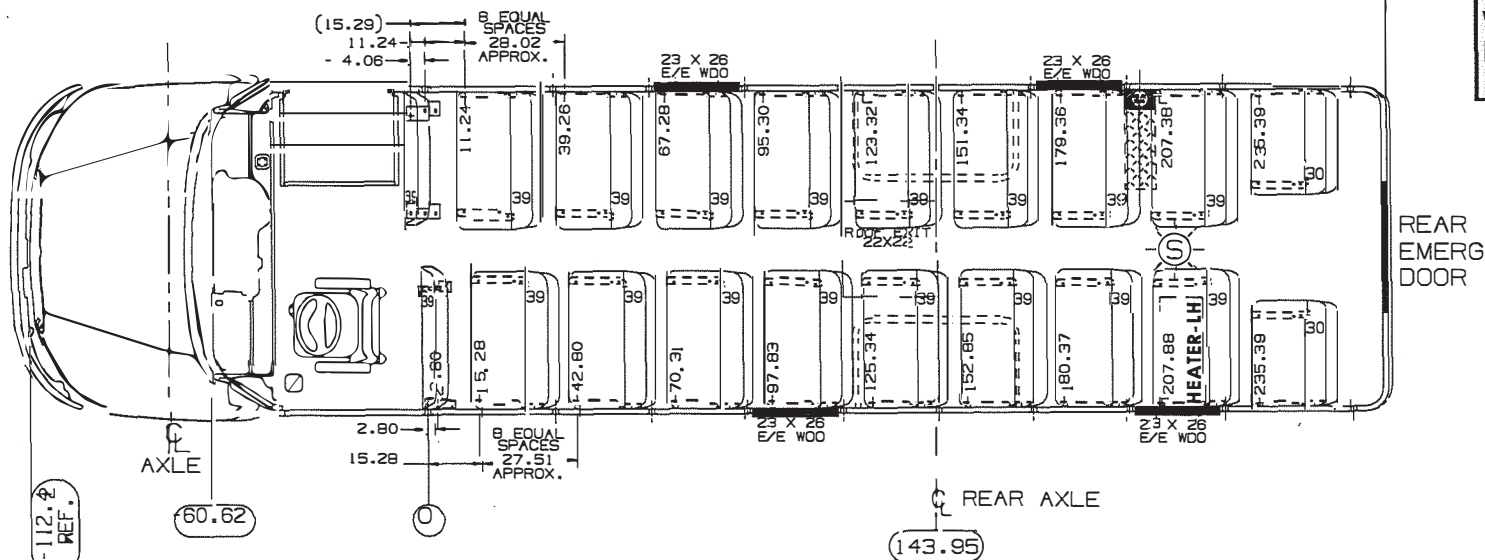 (15.29)
11.24
- 4.06
8 EQUAL
SPACES
28.02
APPROX.
23 X 26
E/E WDO
23 X 26
E/E WDO
11.24
39.26
67.28
95.30
123.32
151.34
179.36
207.38
235.39
39
39
39
39
39
39
39
39
39
30
ROOF EXIT
22X22
S
REAR
EMERG
DOOR
39
39
39
39
39
39
39
39
39
30
2.80
15.28
42.80
70.31
97.83
125.34
152.85
180.37
207.88
HEATER-LH
235.39
23 X 26
E/E WDO
23 X 26
E/E WDO
2.80
15.28
8 EQUAL
SPACES
27.51
APPROX.
CL
AXLE
-112.2
REF.
-60.62
0
CL REAR AXLE
143.95